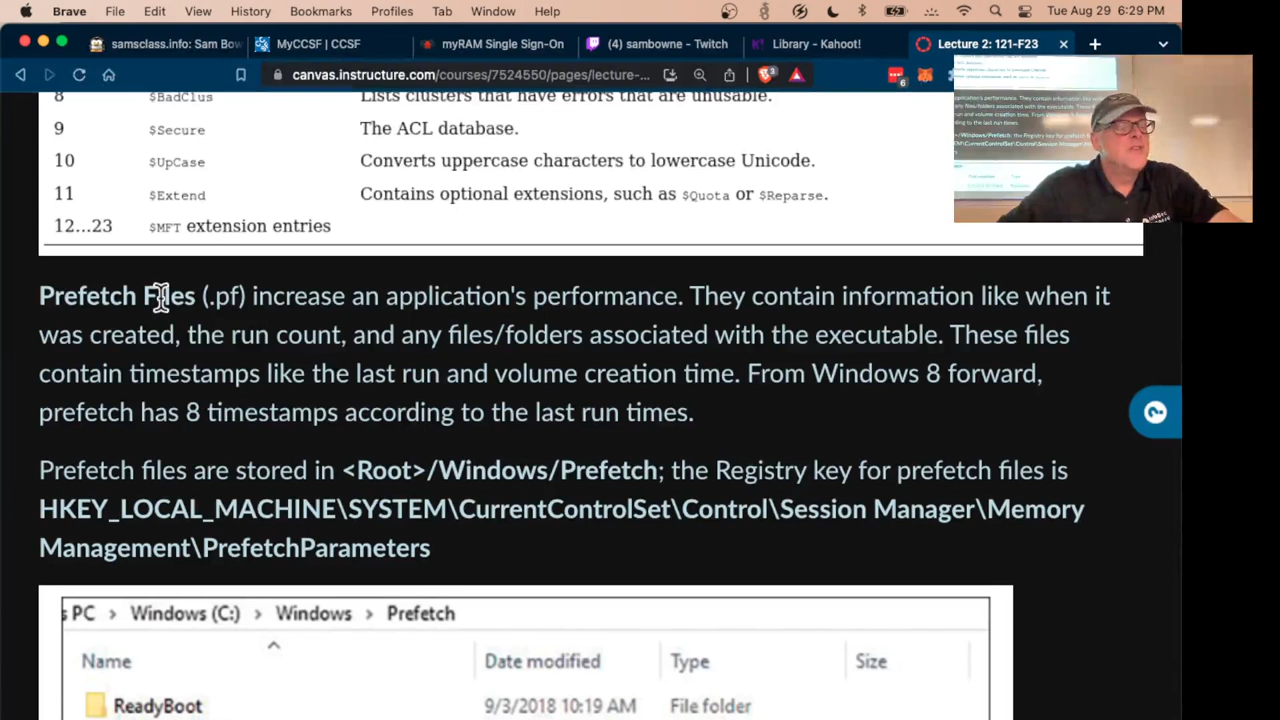 Brave File Edit View History Bookmarks Profiles Tab Window Help Tue Aug 29 6:29 PM
samsclass.info: Sam Bow MyCCSF | CCSF myRAM Single Sign-On (4) sambowne - Twitch Library - Kahoot! Lecture 2: 121-F23
canvas.instructure.com/courses/7524550/pages/lecture-...
8 $BadClus Lists clusters that have errors that are unusable.
9 $Secure The ACL database.
10 $UpCase Converts uppercase characters to lowercase Unicode.
11 $Extend Contains optional extensions, such as $Quota or $Reparse.
12...23 $MFT extension entries
Prefetch Files (.pf) increase an application's performance. They contain information like when it
was created, the run count, and any files/folders associated with the executable. These files
contain timestamps like the last run and volume creation time. From Windows 8 forward,
prefetch has 8 timestamps according to the last run times.
Prefetch files are stored in <Root>/Windows/Prefetch; the Registry key for prefetch files is
HKEY_LOCAL_MACHINE\SYSTEM\CurrentControlSet\Control\Session Manager\Memory
Management\PrefetchParameters
s PC > Windows (C:) > Windows > Prefetch
Name Date modified Type Size
ReadyBoot 9/3/2018 10:19 AM File folder